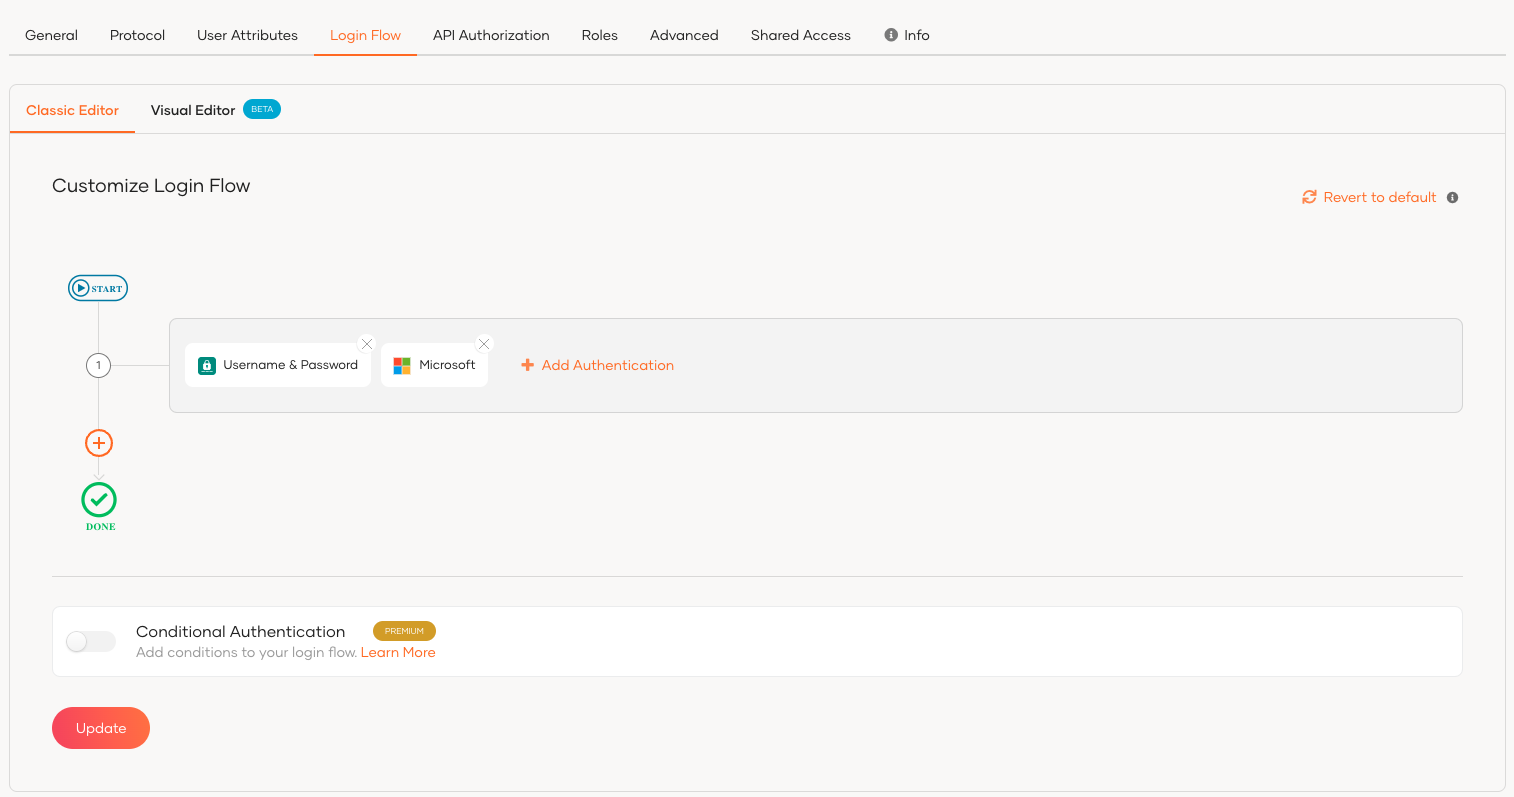 General Protocol User Attributes Login Flow API Authorization Roles Advanced Shared Access Info
Classic Editor Visual Editor BETA
Customize Login Flow
Revert to default
START
1 Username & Password Microsoft Add Authentication
DONE
Conditional Authentication PREMIUM
Add conditions to your login flow. Learn More
Update